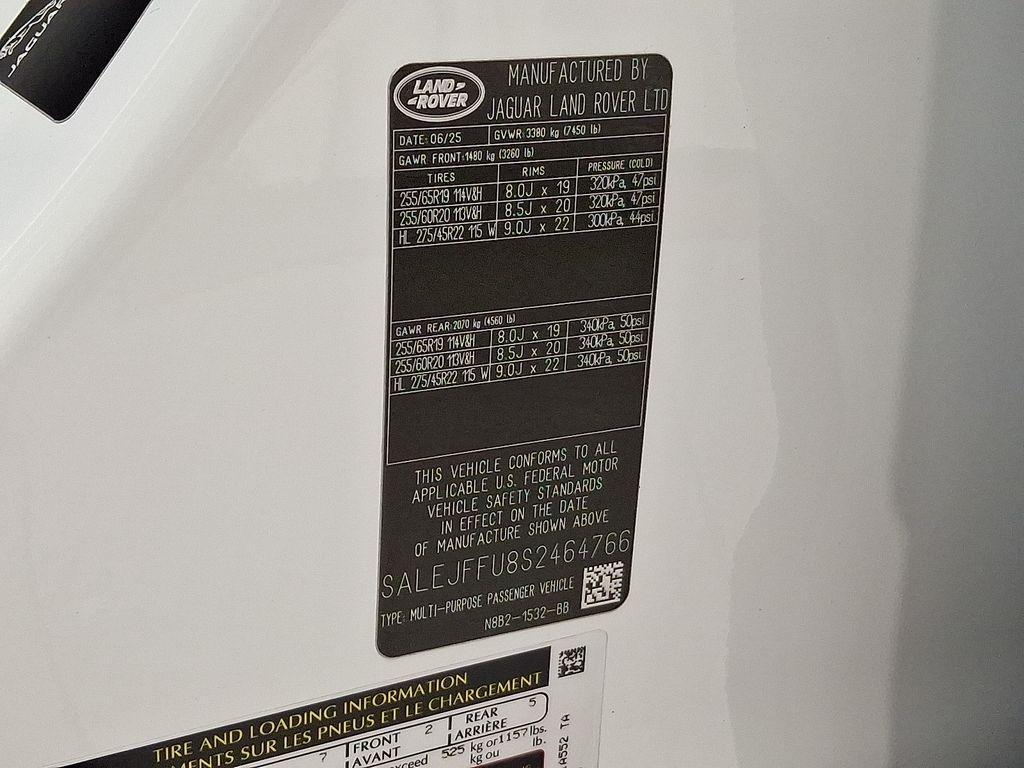 JAGUAR
LAND-
-ROVER
MANUFACTURED BY
JAGUAR LAND ROVER LTD
DATE: 06/25 GVWR: 3380 kg (7450 lb)
GAWR FRONT: 1480 kg (3260 lb)
TIRES RIMS PRESSURE (COLD)
255/65R19 114V&H 8.0J x 19 320kPa, 47psi
255/60R20 113V&H 8.5J x 20 320kPa, 47psi
HL 275/45R22 115 W 9.0J x 22 300kPa, 44psi
GAWR REAR: 2070 kg (4560 lb)
255/65R19 114V&H 8.0J x 19 340kPa, 50psi
255/60R20 113V&H 8.5J x 20 340kPa, 50psi
HL 275/45R22 115 W 9.0J x 22 340kPa, 50psi
THIS VEHICLE CONFORMS TO ALL
APPLICABLE U.S. FEDERAL MOTOR
VEHICLE SAFETY STANDARDS
IN EFFECT ON THE DATE
OF MANUFACTURE SHOWN ABOVE
SALEJFFU8S2464766
TYPE: MULTI-PURPOSE PASSENGER VEHICLE
N8B2-1532-BB
TIRE AND LOADING INFORMATION
MENTS SUR LES PNEUS ET LE CHARGEMENT
7 FRONT 2 REAR 5
AVANT ARRIÈRE
exceed 525 kg or 1157 lbs.
kg ou lb.
A552 TA